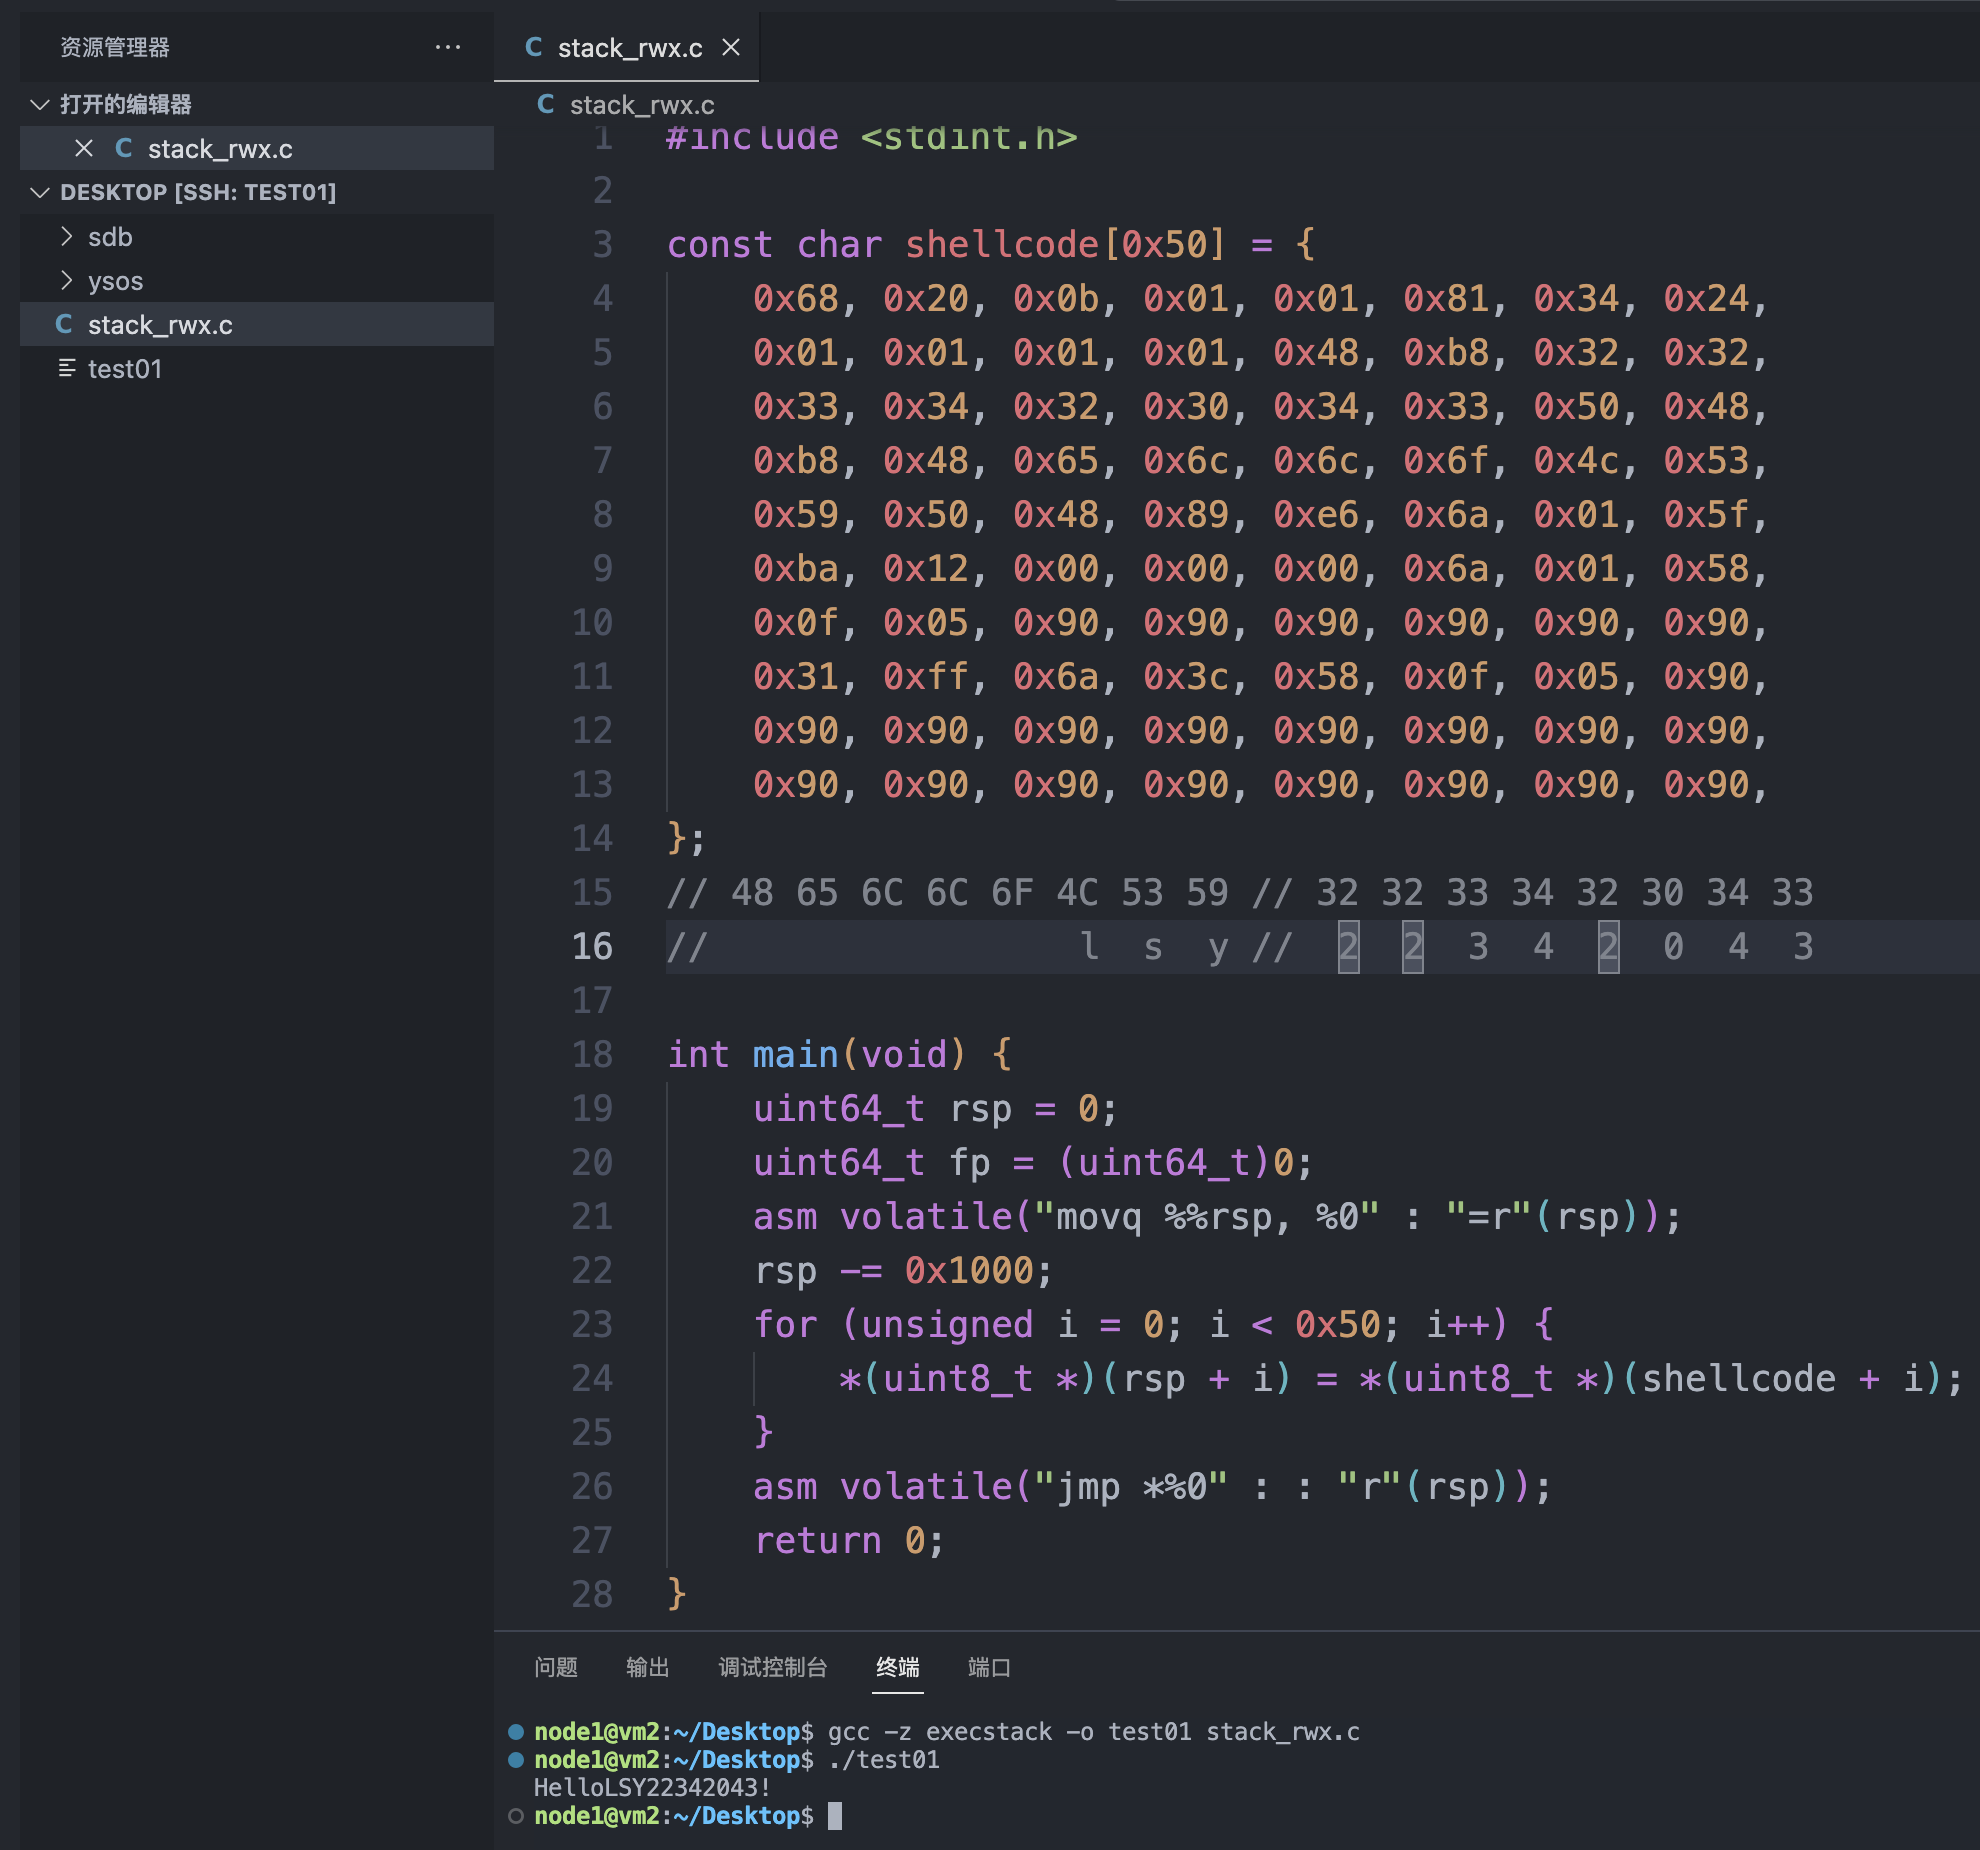 资源管理器 ···
打开的编辑器
C stack_rwx.c
DESKTOP [SSH: TEST01]
sdb
ysos
C stack_rwx.c
test01
C stack_rwx.c
C stack_rwx.c
1 #include <stdint.h>
2
3 const char shellcode[0x50] = {
4 0x68, 0x20, 0x0b, 0x01, 0x01, 0x81, 0x34, 0x24,
5 0x01, 0x01, 0x01, 0x01, 0x48, 0xb8, 0x32, 0x32,
6 0x33, 0x34, 0x32, 0x30, 0x34, 0x33, 0x50, 0x48,
7 0xb8, 0x48, 0x65, 0x6c, 0x6c, 0x6f, 0x4c, 0x53,
8 0x59, 0x50, 0x48, 0x89, 0xe6, 0x6a, 0x01, 0x5f,
9 0xba, 0x12, 0x00, 0x00, 0x00, 0x6a, 0x01, 0x58,
10 0x0f, 0x05, 0x90, 0x90, 0x90, 0x90, 0x90, 0x90,
11 0x31, 0xff, 0x6a, 0x3c, 0x58, 0x0f, 0x05, 0x90,
12 0x90, 0x90, 0x90, 0x90, 0x90, 0x90, 0x90, 0x90,
13 0x90, 0x90, 0x90, 0x90, 0x90, 0x90, 0x90, 0x90,
14 };
15 // 48 65 6C 6C 6F 4C 53 59 // 32 32 33 34 32 30 34 33
16 // l s y // 2 2 3 4 2 0 4 3
17
18 int main(void) {
19 uint64_t rsp = 0;
20 uint64_t fp = (uint64_t)0;
21 asm volatile("movq %%rsp, %0" : "=r"(rsp));
22 rsp -= 0x1000;
23 for (unsigned i = 0; i < 0x50; i++) {
24 *(uint8_t *)(rsp + i) = *(uint8_t *)(shellcode + i);
25 }
26 asm volatile("jmp *%0" : : "r"(rsp));
27 return 0;
28 }
问题 输出 调试控制台 终端 端口
node1@vm2:~/Desktop$ gcc -z execstack -o test01 stack_rwx.c
node1@vm2:~/Desktop$ ./test01
HelloLSY22342043!
node1@vm2:~/Desktop$